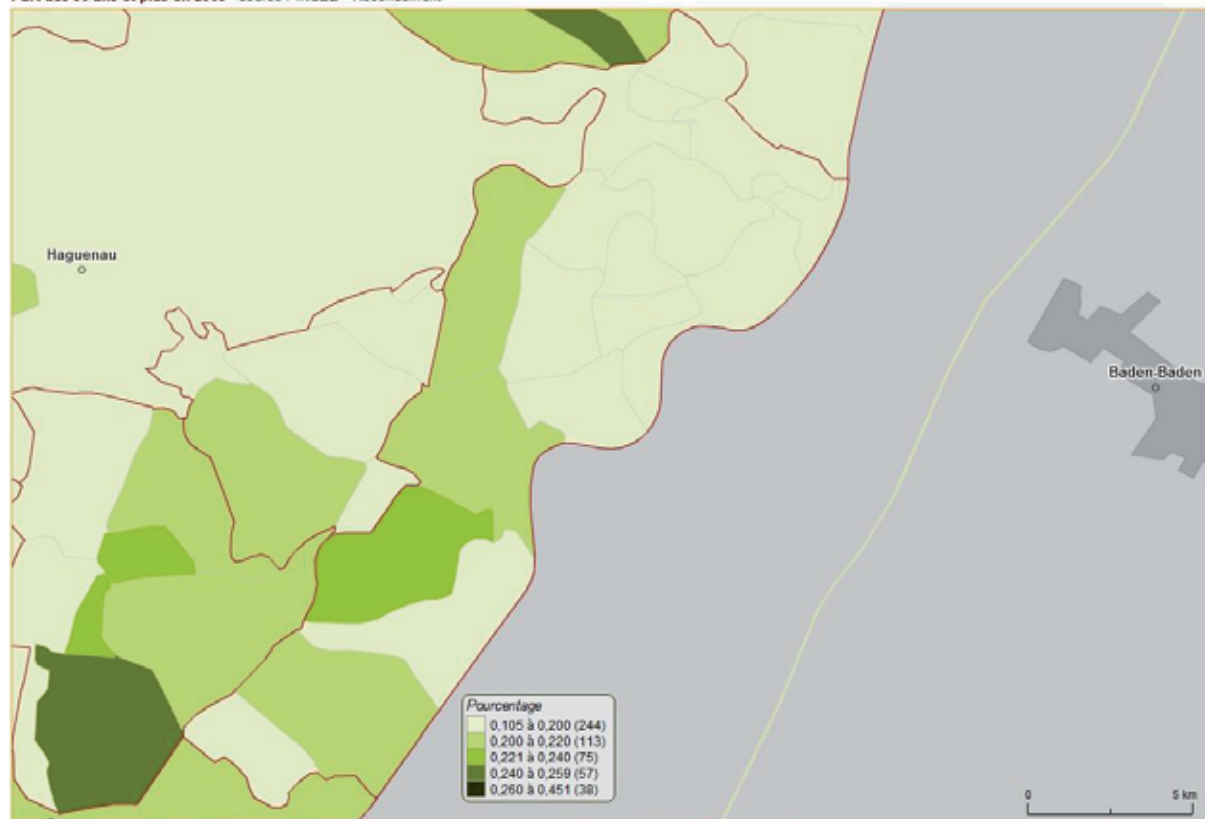 Haguenau
Baden-Baden
Pourcentage
0,105 à 0,200 (244)
0,200 à 0,220 (113)
0,221 à 0,240 (75)
0,240 à 0,259 (57)
0,260 à 0,451 (38)
0 5 km